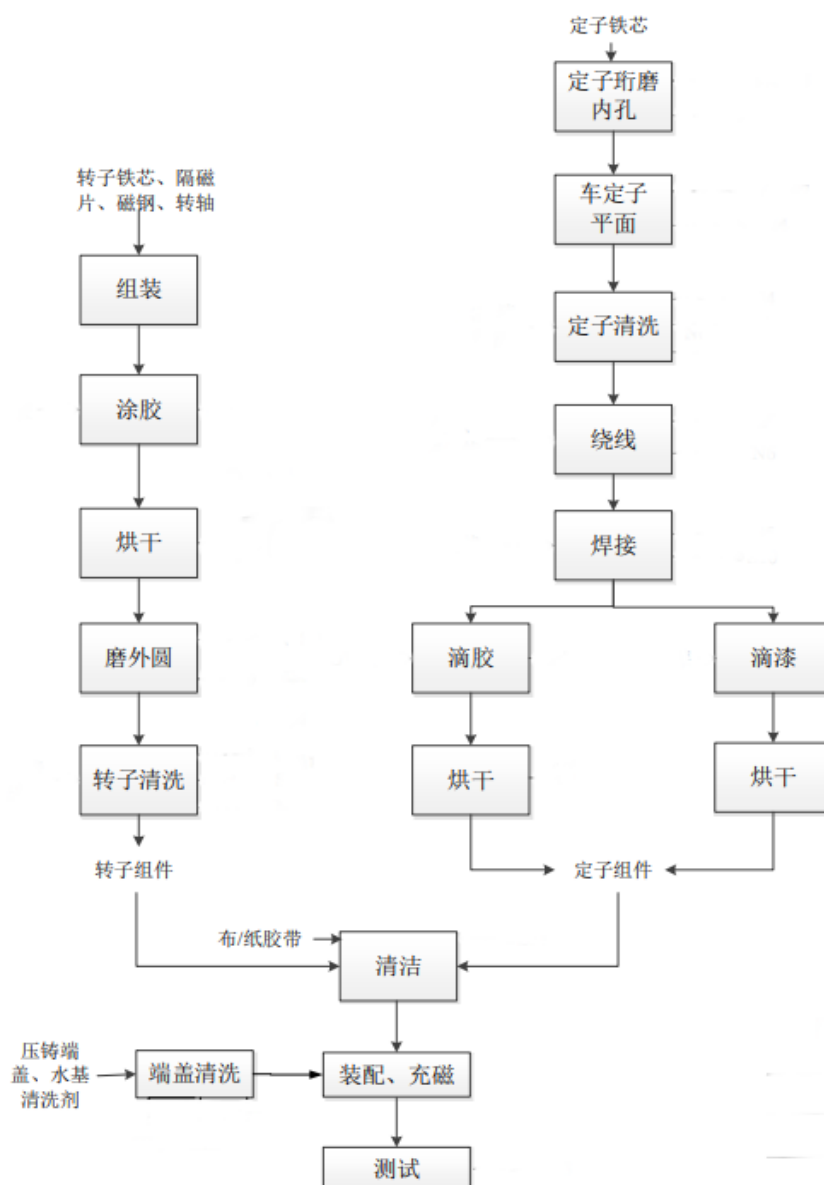 定子铁芯
定子珩磨
内孔
车定子
平面
定子清洗
绕线
焊接
滴胶
滴漆
烘干
烘干
定子组件
转子铁芯、隔磁
片、磁钢、转轴
组装
涂胶
烘干
磨外圆
转子清洗
转子组件
布/纸胶带
清洁
压铸端
盖、水基
清洗剂
端盖清洗
装配、充磁
测试